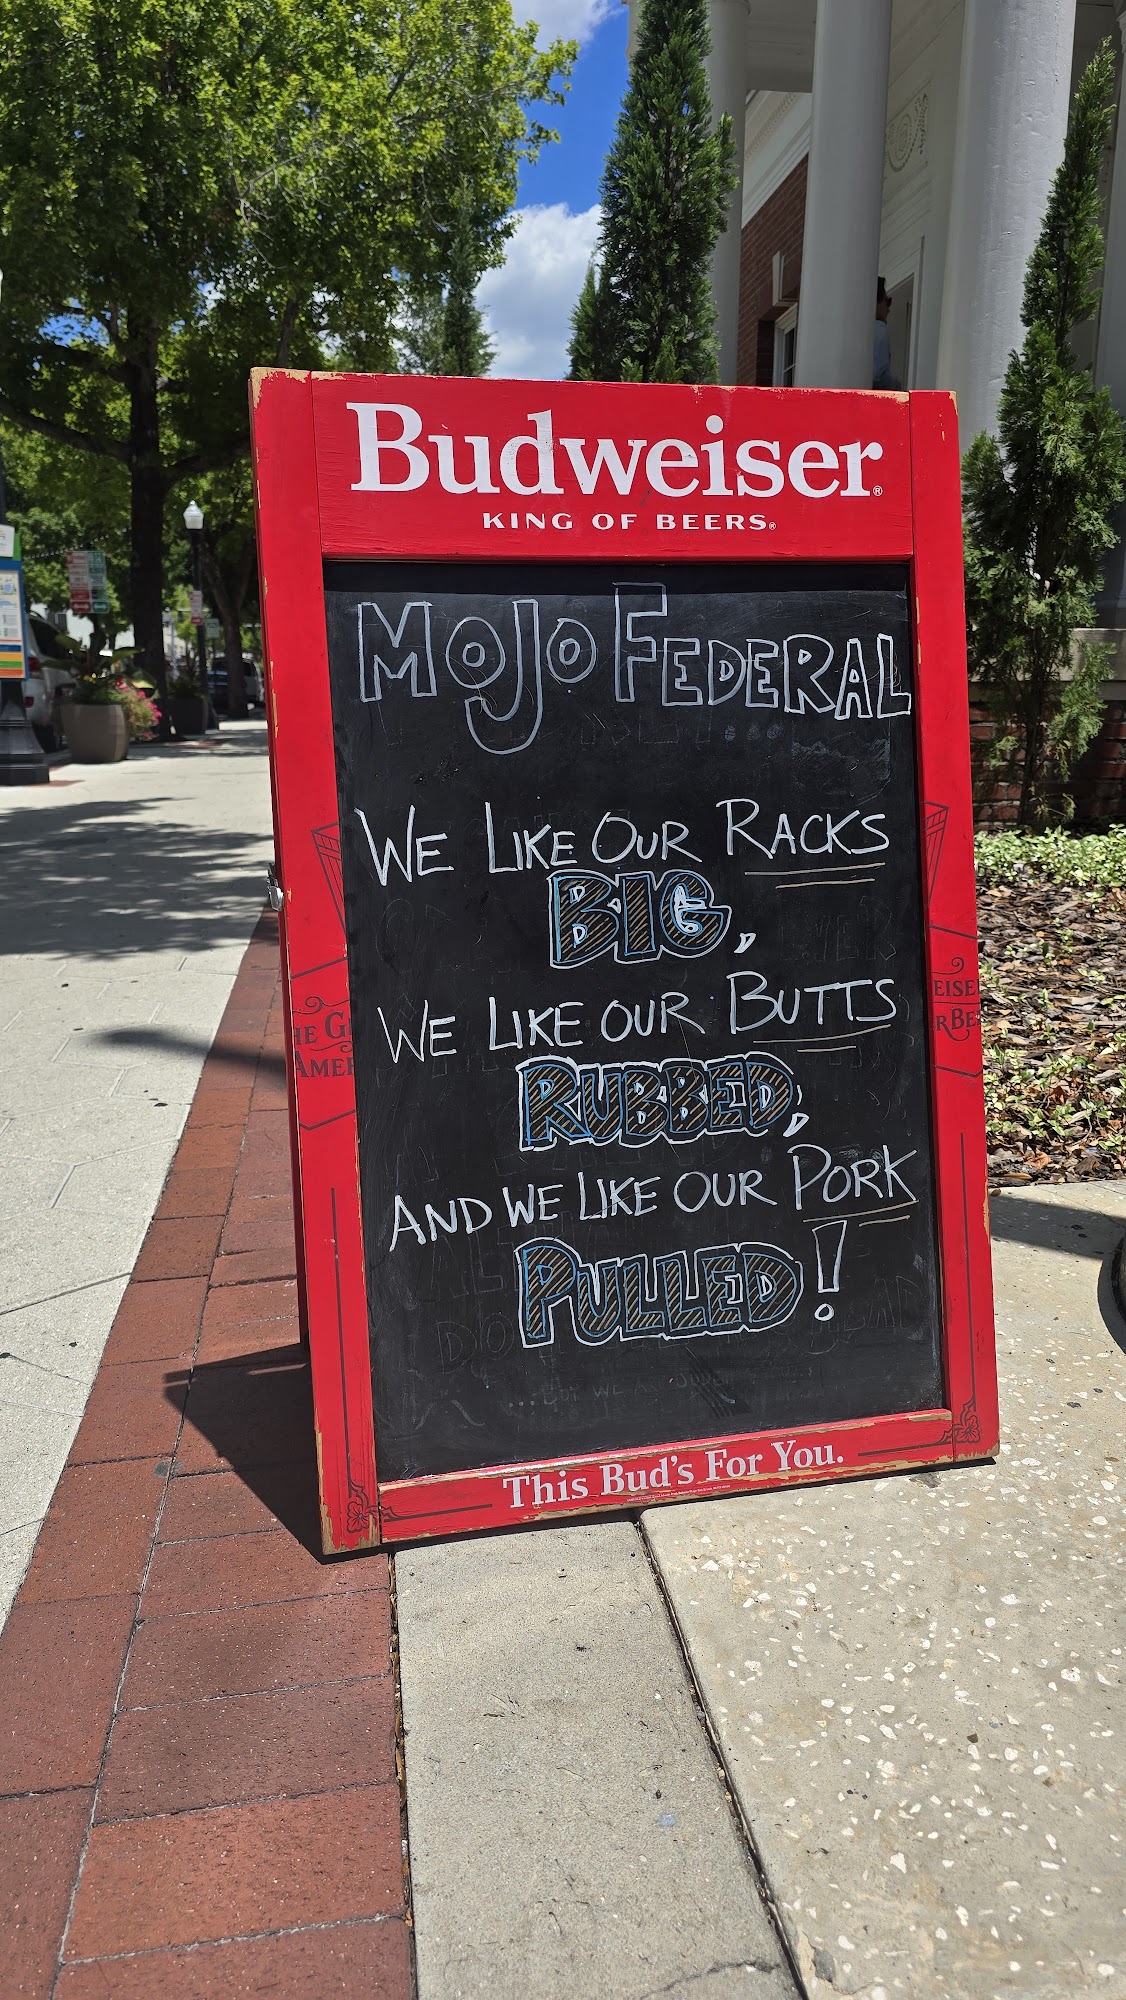 Budweiser®
KING OF BEERS®
MOJO FEDERAL
WE LIKE OUR RACKS
BIG,
WE LIKE OUR BUTTS
RUBBED,
AND WE LIKE OUR PORK
PULLED!
This Bud's For You.